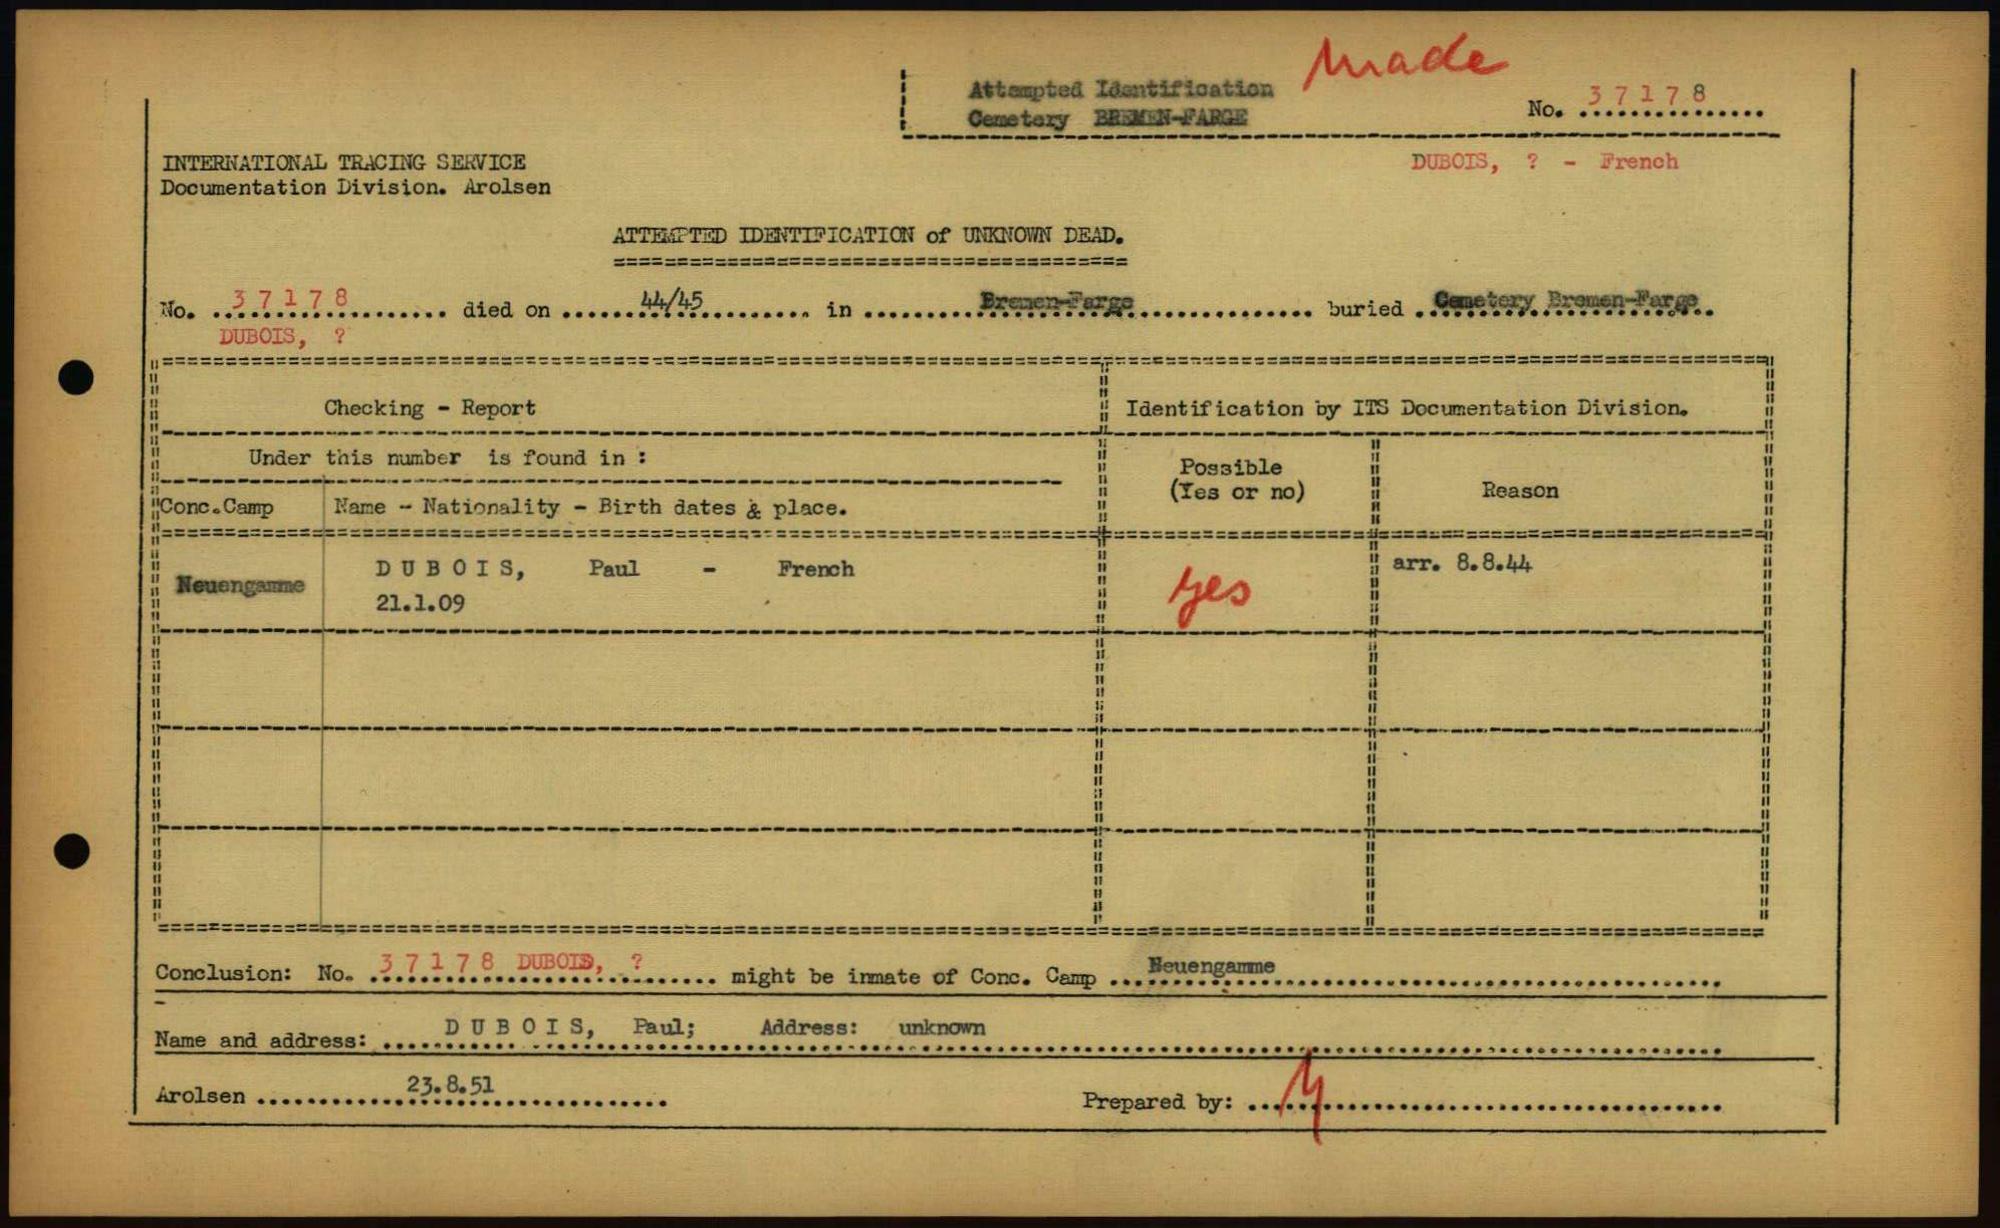 made
Attempted Identification
Cemetery BREMEN-FARGE
No. 37178
INTERNATIONAL TRACING SERVICE
Documentation Division. Arolsen
DUBOIS, ? - French
ATTEMPTED IDENTIFICATION of UNKNOWN DEAD.
No. 37178 died on 44/45 in Bremen-Farge buried Cemetery Bremen-Farge
DUBOIS, ?
Checking - Report
Identification by ITS Documentation Division.
Under this number is found in :
Possible
(Yes or no)
Reason
Conc.Camp
Name - Nationality - Birth dates & place.
Neuengamme
D U B O I S, Paul - French
21.1.09
yes
arr. 8.8.44
Conclusion: No. 37178 DUBOIS, ? might be inmate of Conc. Camp Neuengamme
Name and address: D U B O I S, Paul; Address: unknown
Arolsen 23.8.51
Prepared by: